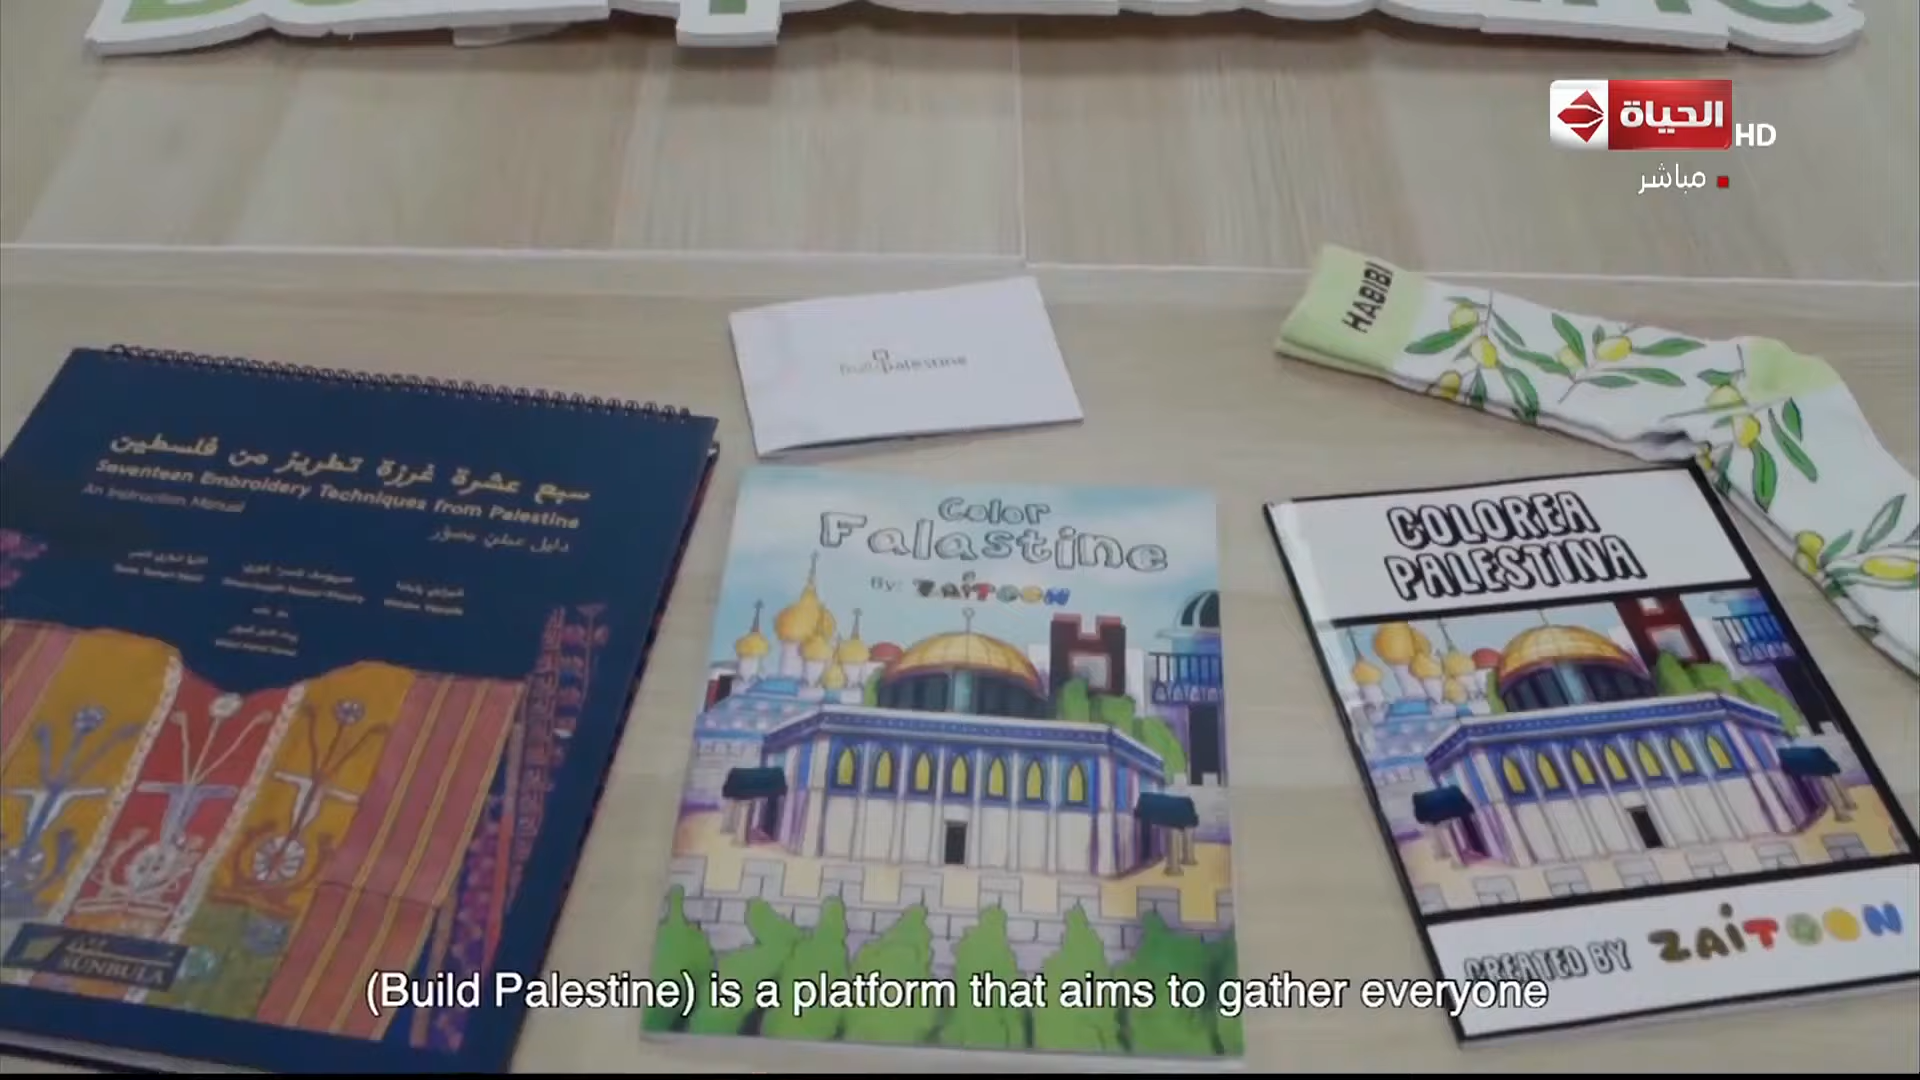 الحياة
HD
مباشر
HABIBI
buildpalestine
سبع عشرة غرزة تطريز من فلسطين
Seventeen Embroidery Techniques from Palestine
An Instruction Manual
دليل عملي مصور
SUNBULA
Color
Falastine
By: ZAITOON
COLOREA
PALESTINA
CREATED BY ZAITOON
(Build Palestine) is a platform that aims to gather everyone